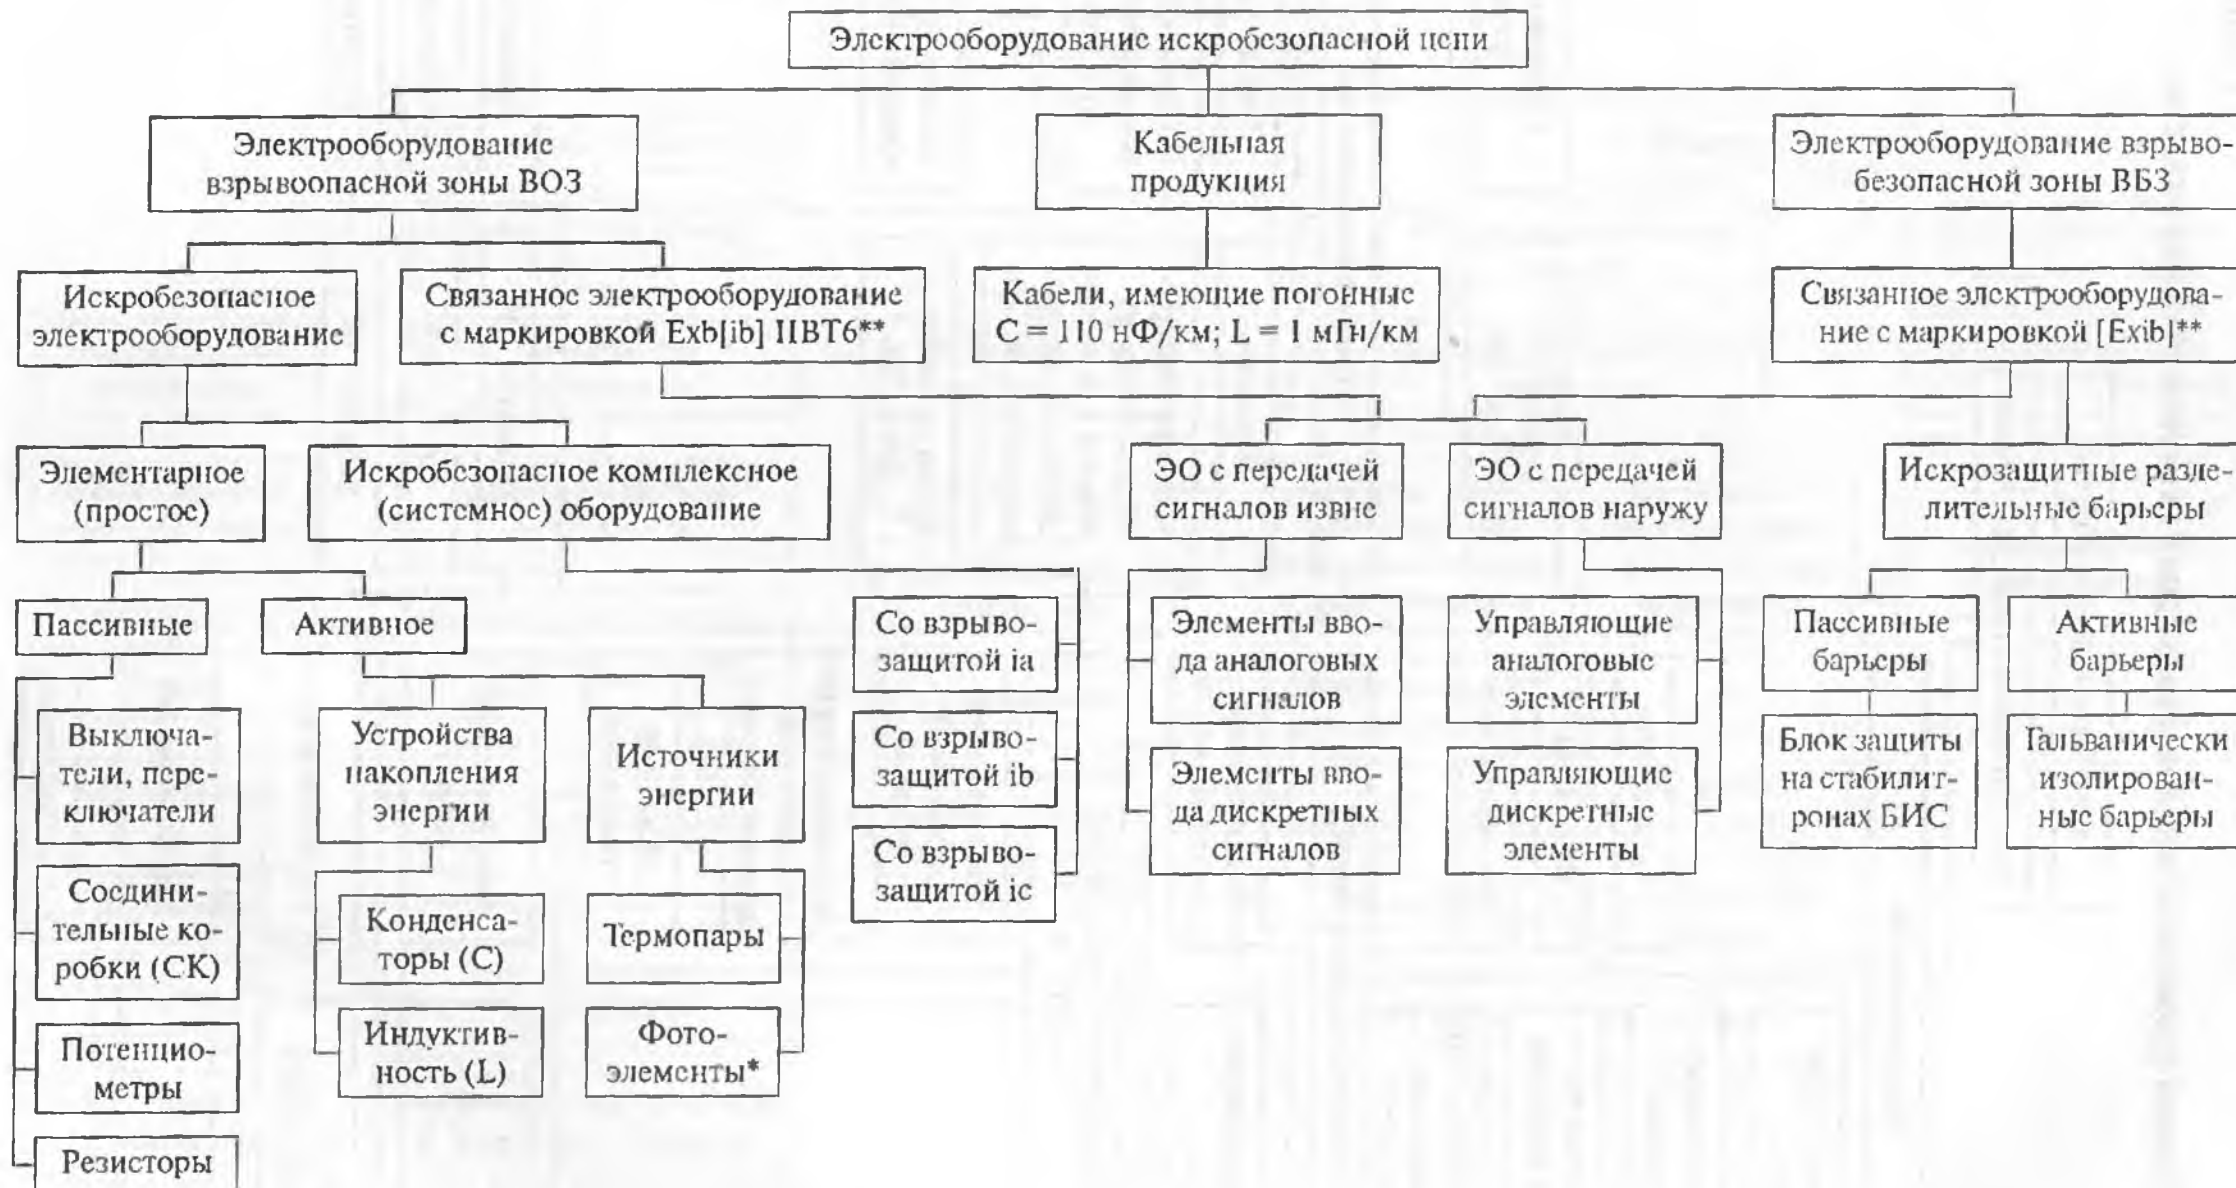 Электрооборудование искробезопасной цепи
Электрооборудование
взрывоопасной зоны ВОЗ
Кабельная
продукция
Электрооборудование взрыво-
безопасной зоны ВБЗ
Искробезопасное
электрооборудование
Связанное электрооборудование
с маркировкой Exb[ib] IIBT6**
Кабели, имеющие погонные
C = 110 нФ/км; L = 1 мГн/км
Связанное электрооборудова-
ние с маркировкой [Exib]**
Элементарное
(простое)
Искробезопасное комплексное
(системное) оборудование
ЭО с передачей
сигналов извне
ЭО с передачей
сигналов наружу
Искрозащитные разде-
лительные барьеры
Пассивные
Активное
Со взрыво-
защитой ia
Элементы вво-
да аналоговых
сигналов
Управляющие
аналоговые
элементы
Пассивные
барьеры
Активные
барьеры
Выключа-
тели, пере-
ключатели
Устройства
накопления
энергии
Источники
энергии
Со взрыво-
защитой ib
Элементы вво-
да дискретных
сигналов
Управляющие
дискретные
элементы
Блок защиты
на стабилит-
ронах БИС
Гальванически
изолирован-
ные барьеры
Со взрыво-
защитой ic
Соедини-
тельные ко-
робки (СК)
Конденса-
торы (C)
Термопары
Потенцио-
метры
Индуктив-
ность (L)
Фото-
элементы*
Резисторы